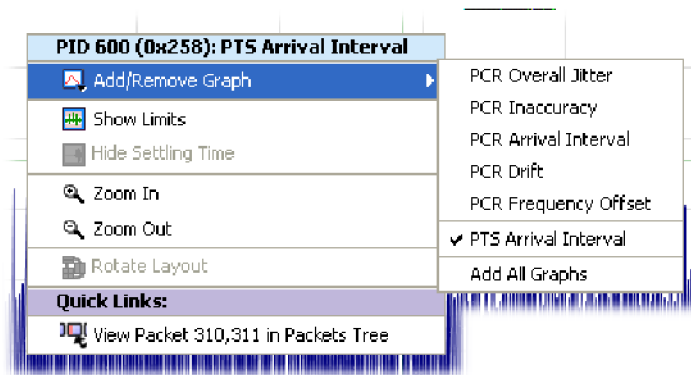 PID 600 (0x258): PTS Arrival Interval
Add/Remove Graph
Show Limits
Hide Settling Time
Zoom In
Zoom Out
Rotate Layout
Quick Links:
View Packet 310,311 in Packets Tree
PCR Overall Jitter
PCR Inaccuracy
PCR Arrival Interval
PCR Drift
PCR Frequency Offset
PTS Arrival Interval
Add All Graphs